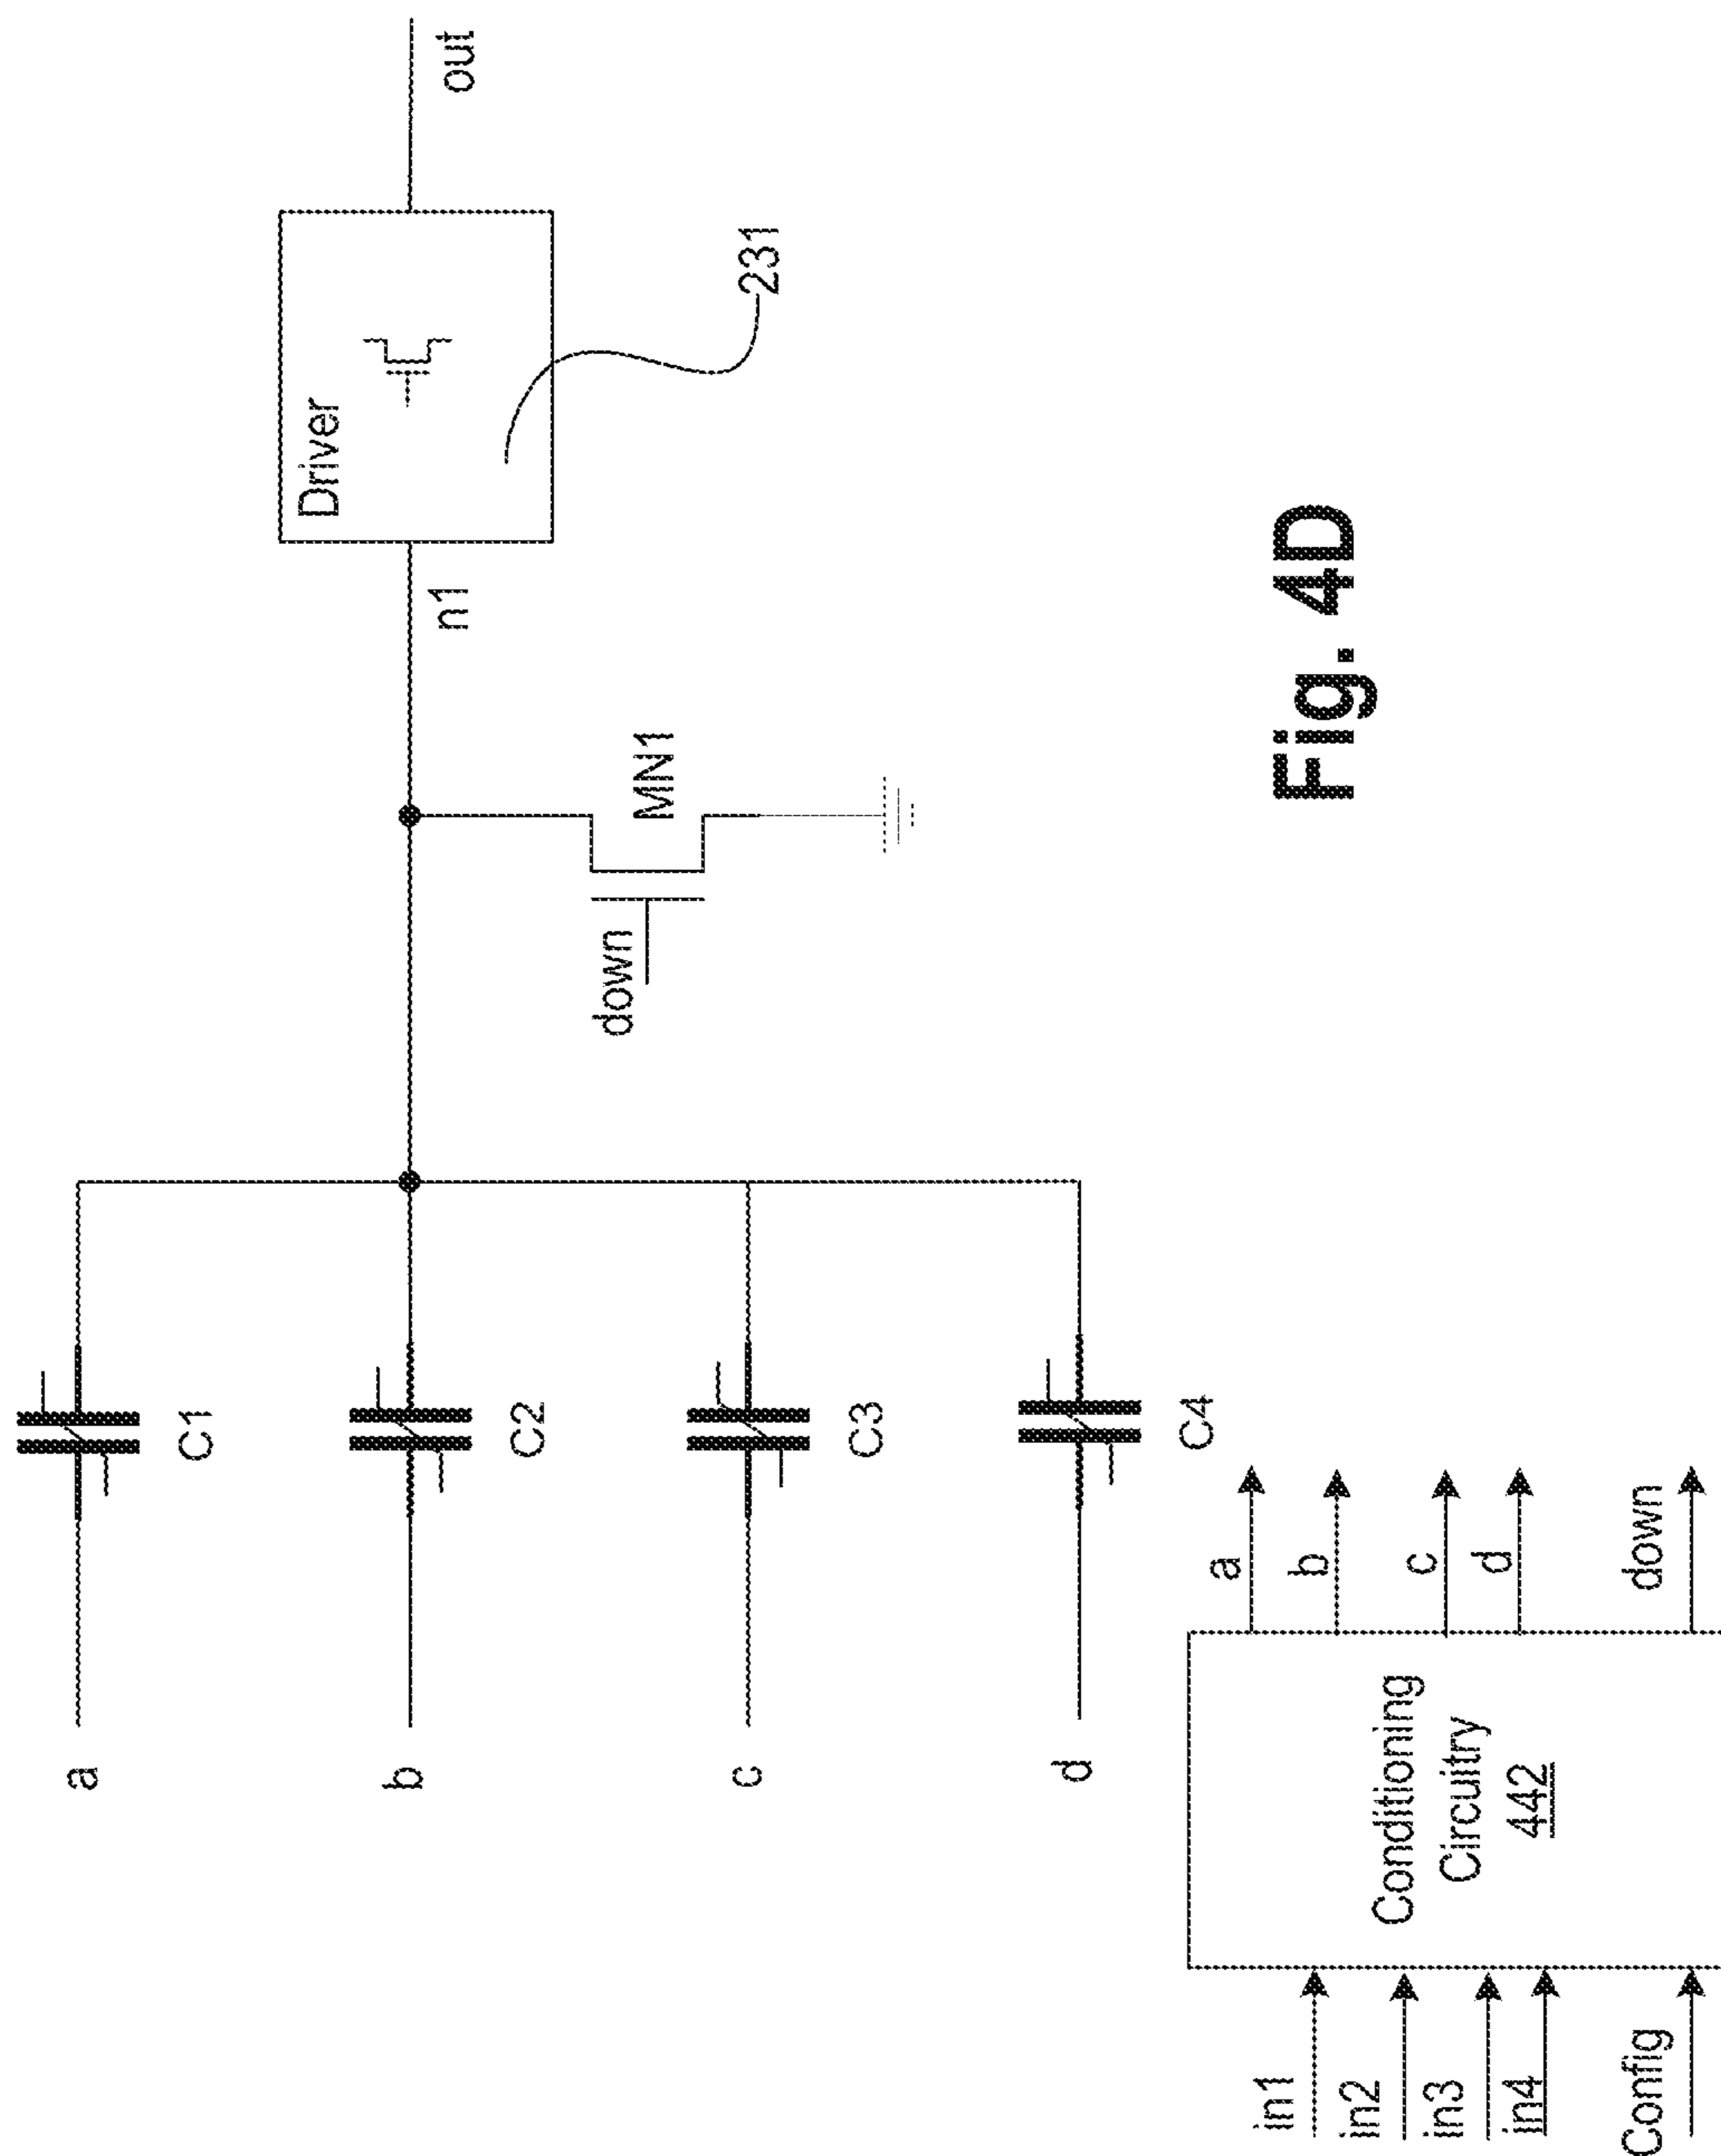 a
C1
b
C2
c
C3
d
C4
down
MN1
n1
Driver
231
out
in1
in2
in3
in4
Config
Conditioning
Circuitry
442
a
b
c
d
down
Fig. 4D